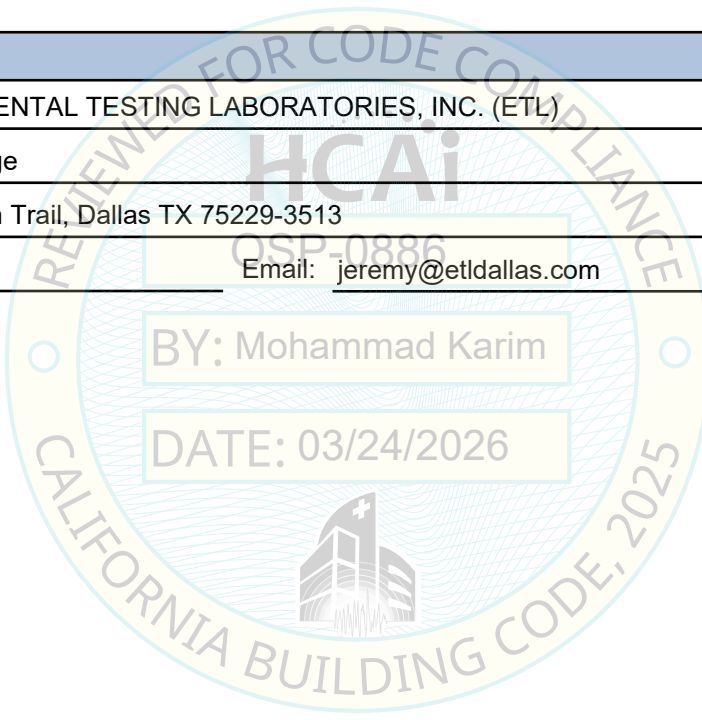 ENTAL TESTING LABORATORIES, INC. (ETL)
ge
Trail, Dallas TX 75229-3513
Email: jeremy@etldallas.com
REVIEWED FOR CODE COMPLIANCE
HCAi
OSP-0886
BY: Mohammad Karim
DATE: 03/24/2026
CALIFORNIA BUILDING CODE, 2025